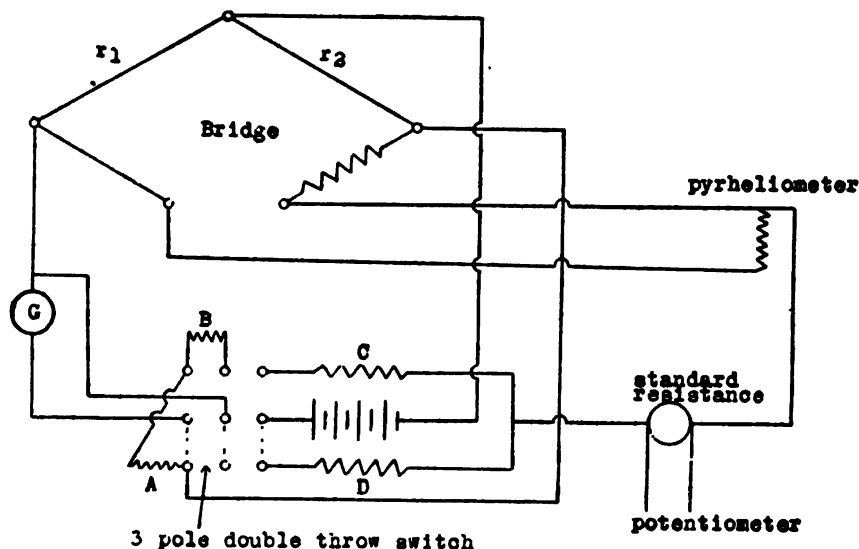 r1
r2
Bridge
pyrheliometer
G
B
C
standard
resistance
A
D
potentiometer
3 pole double throw switch